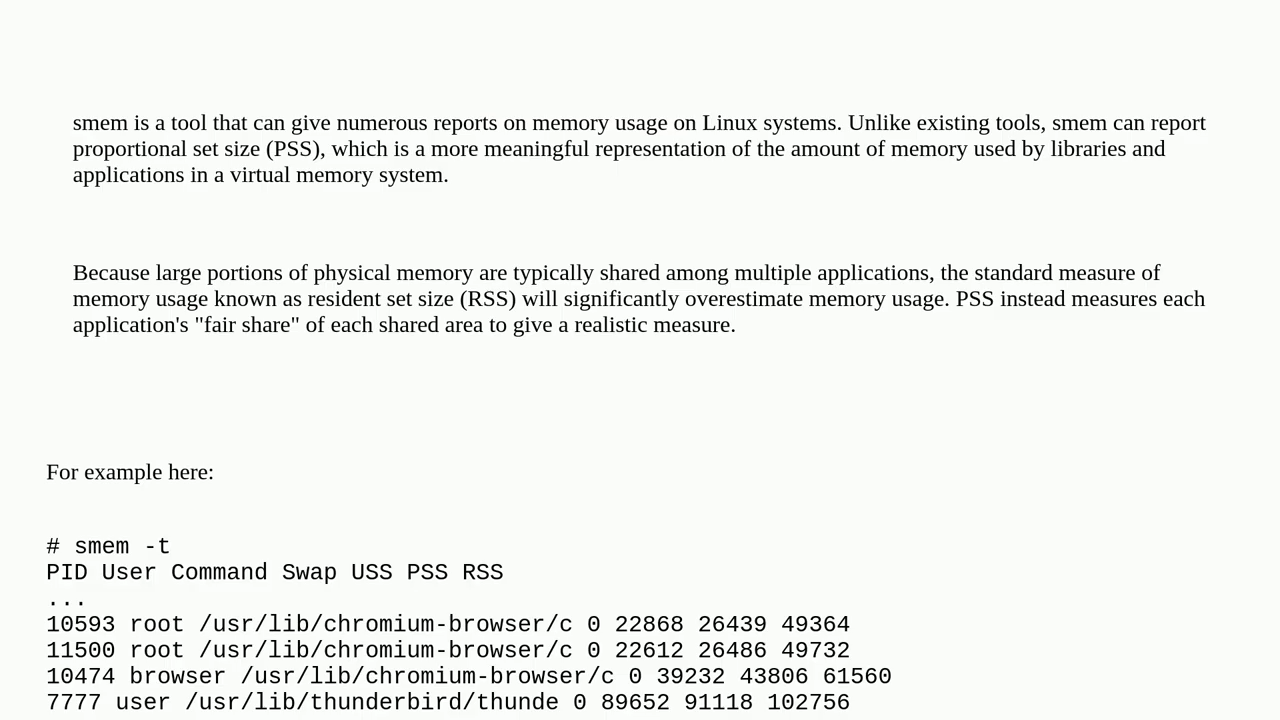 smem is a tool that can give numerous reports on memory usage on Linux systems. Unlike existing tools, smem can report
proportional set size (PSS), which is a more meaningful representation of the amount of memory used by libraries and
applications in a virtual memory system.
Because large portions of physical memory are typically shared among multiple applications, the standard measure of
memory usage known as resident set size (RSS) will significantly overestimate memory usage. PSS instead measures each
application's "fair share" of each shared area to give a realistic measure.
For example here:
# smem -t
PID User Command Swap USS PSS RSS
...
10593 root /usr/lib/chromium-browser/c 0 22868 26439 49364
11500 root /usr/lib/chromium-browser/c 0 22612 26486 49732
10474 browser /usr/lib/chromium-browser/c 0 39232 43806 61560
7777 user /usr/lib/thunderbird/thunde 0 89652 91118 102756